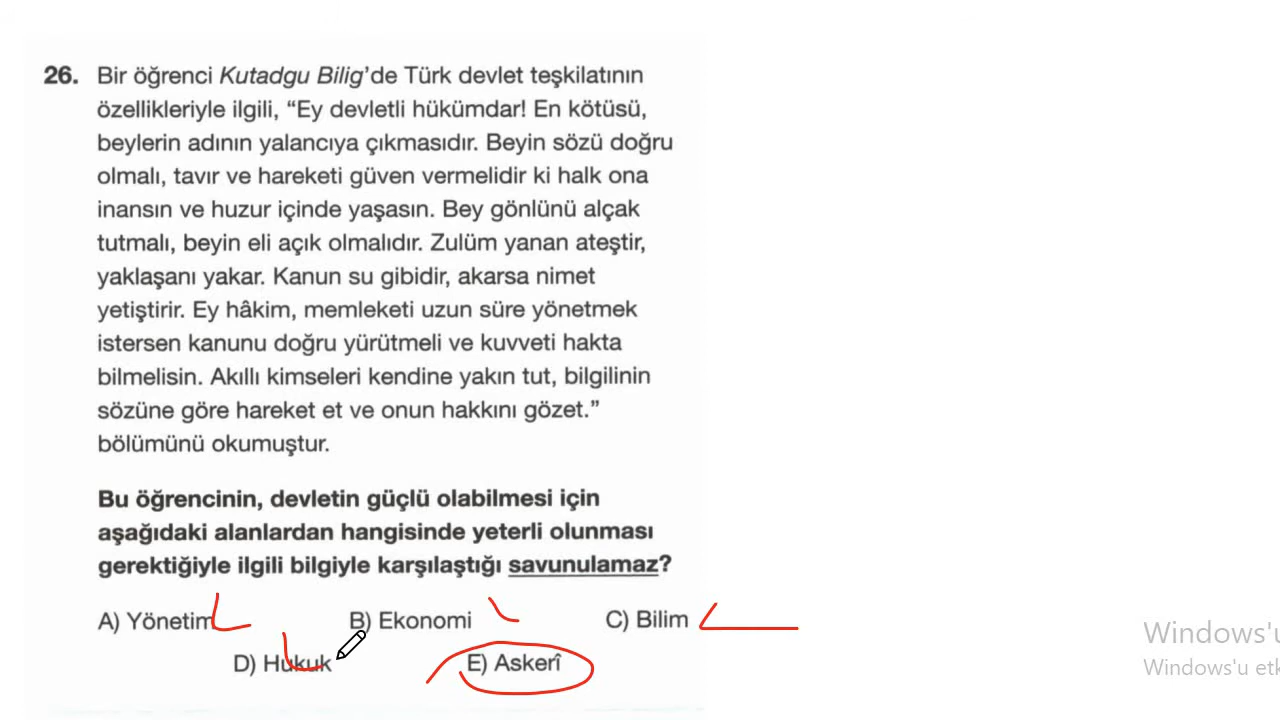 26. Bir öğrenci Kutadgu Bilig'de Türk devlet teşkilatının
özellikleriyle ilgili, “Ey devletli hükümdar! En kötüsü,
beylerin adının yalancıya çıkmasıdır. Beyin sözü doğru
olmalı, tavır ve hareketi güven vermelidir ki halk ona
inansın ve huzur içinde yaşasın. Bey gönlünü alçak
tutmalı, beyin eli açık olmalıdır. Zulüm yanan ateştir,
yaklaşanı yakar. Kanun su gibidir, akarsa nimet
yetiştirir. Ey hâkim, memleketi uzun süre yönetmek
istersen kanunu doğru yürütmeli ve kuvveti hakta
bilmelisin. Akıllı kimseleri kendine yakın tut, bilgilinin
sözüne göre hareket et ve onun hakkını gözet.”
bölümünü okumuştur.
Bu öğrencinin, devletin güçlü olabilmesi için
aşağıdaki alanlardan hangisinde yeterli olunması
gerektiğiyle ilgili bilgiyle karşılaştığı savunulamaz?
A) Yönetim B) Ekonomi C) Bilim
D) Hukuk E) Askerî
Windows'u
Windows'u etk